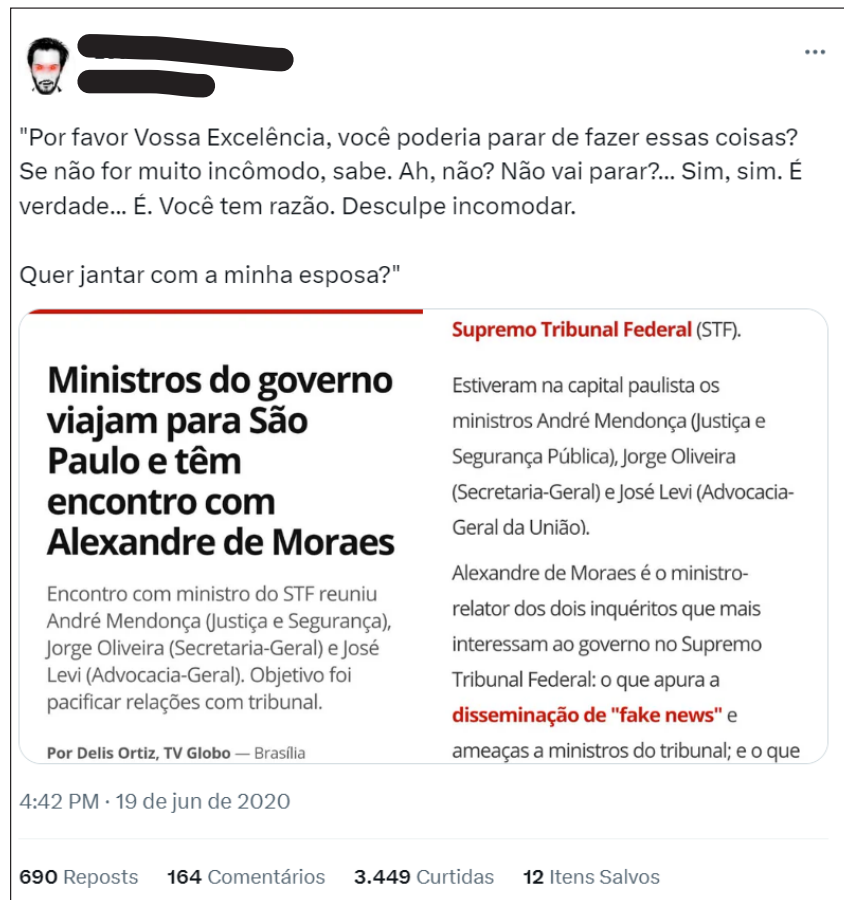 "Por favor Vossa Excelência, você poderia parar de fazer essas coisas?
Se não for muito incômodo, sabe. Ah, não? Não vai parar?... Sim, sim. É
verdade... É. Você tem razão. Desculpe incomodar.
Quer jantar com a minha esposa?"
Ministros do governo
viajam para São
Paulo e têm
encontro com
Alexandre de Moraes
Encontro com ministro do STF reuniu
André Mendonça (Justiça e Segurança),
Jorge Oliveira (Secretaria-Geral) e José
Levi (Advocacia-Geral). Objetivo foi
pacificar relações com tribunal.
Por Delis Ortiz, TV Globo — Brasília
Supremo Tribunal Federal (STF).
Estiveram na capital paulista os
ministros André Mendonça (Justiça e
Segurança Pública), Jorge Oliveira
(Secretaria-Geral) e José Levi (Advocacia-
Geral da União).
Alexandre de Moraes é o ministro-
relator dos dois inquéritos que mais
interessam ao governo no Supremo
Tribunal Federal: o que apura a
disseminação de "fake news" e
ameaças a ministros do tribunal; e o que
4:42 PM · 19 de jun de 2020
690 Reposts 164 Comentários 3.449 Curtidas 12 Itens Salvos